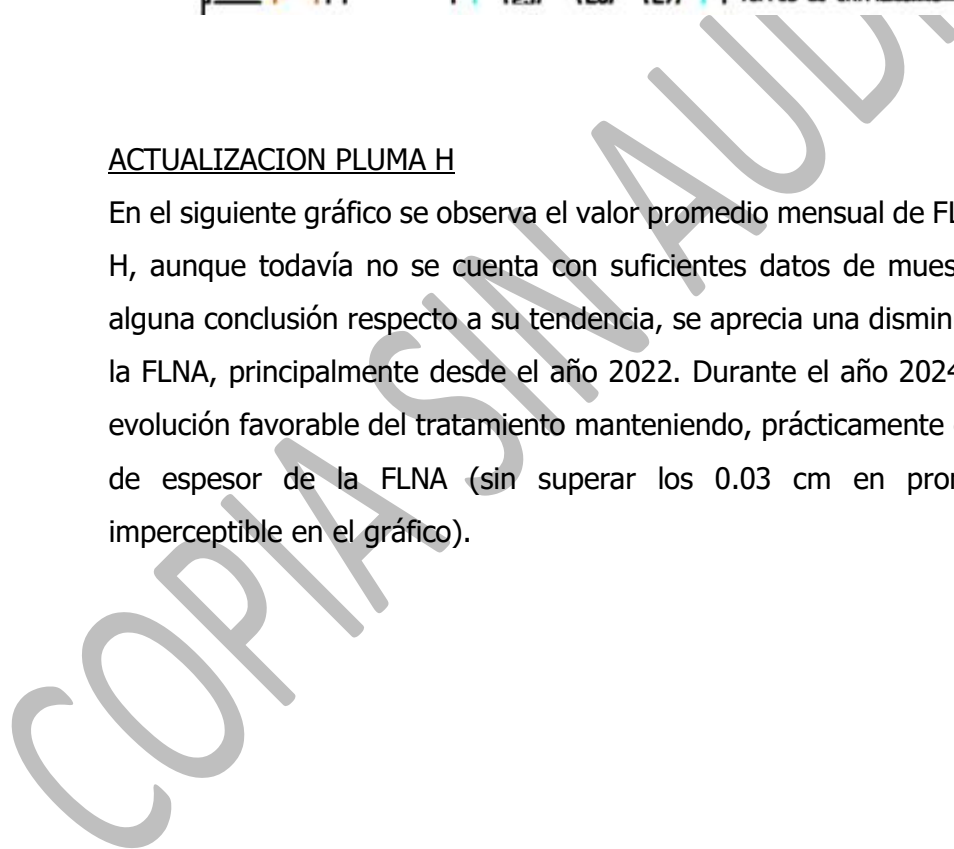 ACTUALIZACION PLUMA H
En el siguiente gráfico se observa el valor promedio mensual de
H, aunque todavía no se cuenta con suficientes datos de
alguna conclusión respecto a su tendencia, se aprecia una
la FLNA, principalmente desde el año 2022. Durante el año 2024
evolución favorable del tratamiento manteniendo, prácticamente
de espesor de la FLNA (sin superar los 0.03 cm en
imperceptible en el gráfico).
COPIA SIN